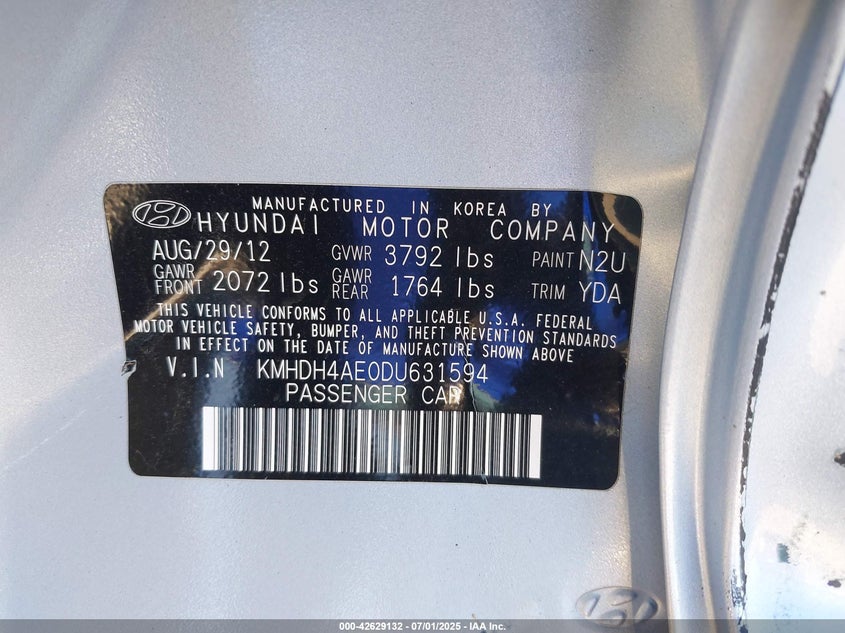 MANUFACTURED IN KOREA BY
HYUNDAI MOTOR COMPANY
AUG/29/12 GVWR 3792 lbs PAINT N2U
GAWR FRONT 2072 lbs GAWR REAR 1764 lbs TRIM YDA
THIS VEHICLE CONFORMS TO ALL APPLICABLE U.S.A. FEDERAL
MOTOR VEHICLE SAFETY, BUMPER, AND THEFT PREVENTION STANDARDS
IN EFFECT ON THE DATE OF MANUFACTURE SHOWN ABOVE
V.I.N KMHDH4AE0DU631594
PASSENGER CAR
000-42629132 - 07/01/2025 - IAA Inc.